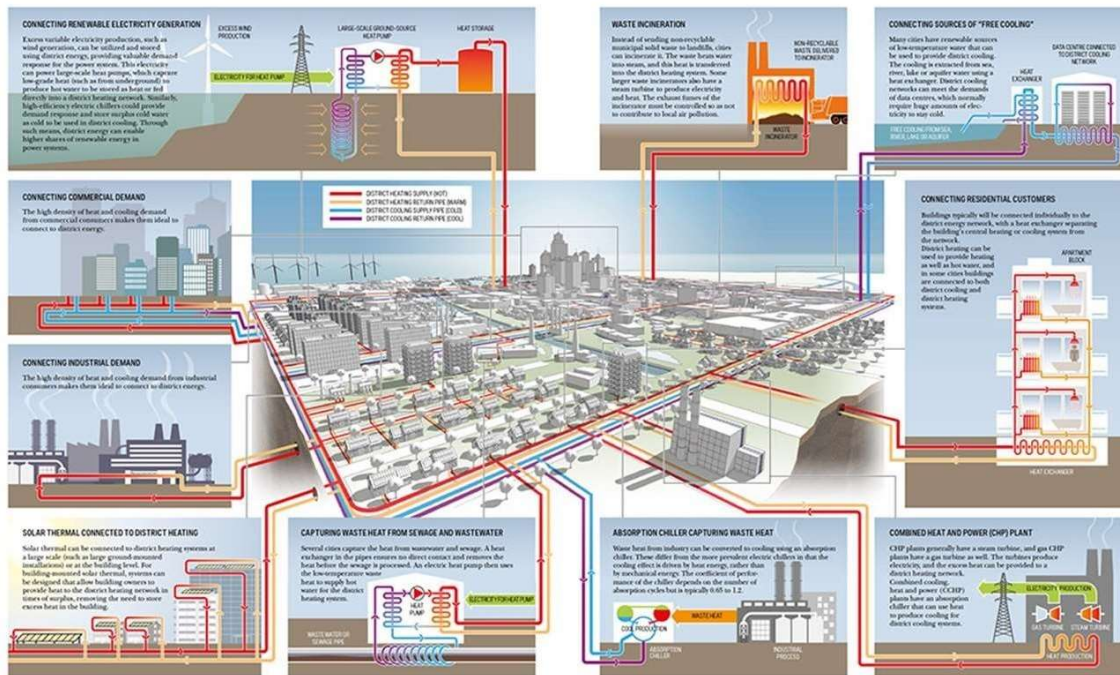 CONNECTING RENEWABLE ELECTRICITY GENERATION
Excess variable electricity production, such as
wind generation, can be utilized and stored
using district energy, providing valuable demand
response for the power system. This electricity
can power large-scale heat pumps, which capture
low-grade heat (such as from underground) to
produce hot water to be stored as heat or fed
directly into a district heating network. Similarly,
high-efficiency electric chillers could provide
demand response and store surplus cold water
as cold to be used in district cooling. Through
such means, district energy can enable
higher shares of renewable energy in
power systems.
EXCESS WIND
PRODUCTION
LARGE-SCALE GROUND-SOURCE
HEAT PUMP
HEAT STORAGE
ELECTRICITY FOR HEAT PUMP
WASTE INCINERATION
Instead of sending non-recyclable
municipal solid waste to landfills, cities
can incinerate it. The waste heats water
into steam, and this heat is transferred into
the district heating system. Some
larger waste incinerators also have a
steam turbine to produce electricity
and heat. The exhaust fumes of the
incinerator must be controlled so as not
to contribute to local air pollution.
NON-RECYCLABLE
WASTE DELIVERED
TO INCINERATOR
WASTE
INCINERATOR
CONNECTING SOURCES OF "FREE COOLING"
Many cities have renewable sources
of low-temperature water that can
be used to provide district cooling.
The cooling is extracted from sea,
river, lake or aquifer water using a
heat exchanger. District cooling
networks can meet the demands
of data centres, which normally
require huge amounts of elec-
tricity to stay cold.
HEAT
EXCHANGER
DATA CENTRE CONNECTED
TO DISTRICT COOLING
NETWORK
FREE COOLING FROM SEA,
RIVER, LAKE OR AQUIFER
CONNECTING COMMERCIAL DEMAND
The high density of heat and cooling demand
from commercial consumers makes them ideal to
connect to district energy.
DISTRICT HEATING SUPPLY (HOT)
DISTRICT HEATING RETURN PIPE (WARM)
DISTRICT COOLING SUPPLY PIPE (COLD)
DISTRICT COOLING RETURN PIPE (COOL)
CONNECTING RESIDENTIAL CUSTOMERS
Buildings typically will be connected individually to the
district energy network, with a heat exchanger separating
the building's central heating or cooling system from
the network.
District heating can be
used to provide heating
as well as hot water, and
in some cities buildings
are connected to both
district cooling and
district heating
systems.
APARTMENT
BLOCK
HEAT EXCHANGER
CONNECTING INDUSTRIAL DEMAND
The high density of heat and cooling demand from industrial
consumers makes them ideal to connect to district energy.
SOLAR THERMAL CONNECTED TO DISTRICT HEATING
Solar thermal can be connected to district heating systems at
a large scale (such as large ground-mounted
installations) or at the building level. For
building-mounted solar thermal, systems can
be designed that allow building owners to
provide heat to the district heating network in
times of surplus, removing the need to store
excess heat in the building.
CAPTURING WASTE HEAT FROM SEWAGE AND WASTEWATER
Several cities capture the heat from wastewater and sewage. A heat
exchanger in the pipes ensures no direct contact and removes the
heat before the sewage is processed. An electric heat pump then uses
the low-temperature waste
heat to supply hot
water for the district
heating system.
HEAT
PUMP
ELECTRICITY FOR HEAT PUMP
WASTE WATER OR
SEWAGE PIPE
ABSORPTION CHILLER CAPTURING WASTE HEAT
Waste heat from industry can be converted to cooling using an absorption
chiller. These differ from the more prevalent electric chillers in that the
cooling effect is driven by heat energy, rather than
by mechanical energy. The coefficient of perfor-
mance of the chiller depends on the number of
absorption cycles but is typically 0.65 to 1.2.
COOL PRODUCTION
WASTE HEAT
ABSORPTION
CHILLER
INDUSTRIAL
PROCESS
COMBINED HEAT AND POWER (CHP) PLANT
CHP plants generally have a steam turbine, and gas CHP
plants have a gas turbine as well. The turbines produce
electricity, and the excess heat can be provided to a
district heating network.
Combined cooling,
heat and power (CCHP)
plants have an absorption
chiller that can use heat
to produce cooling for
district cooling systems.
ELECTRICITY PRODUCTION
GAS TURBINE
STEAM TURBINE
HEAT PRODUCTION